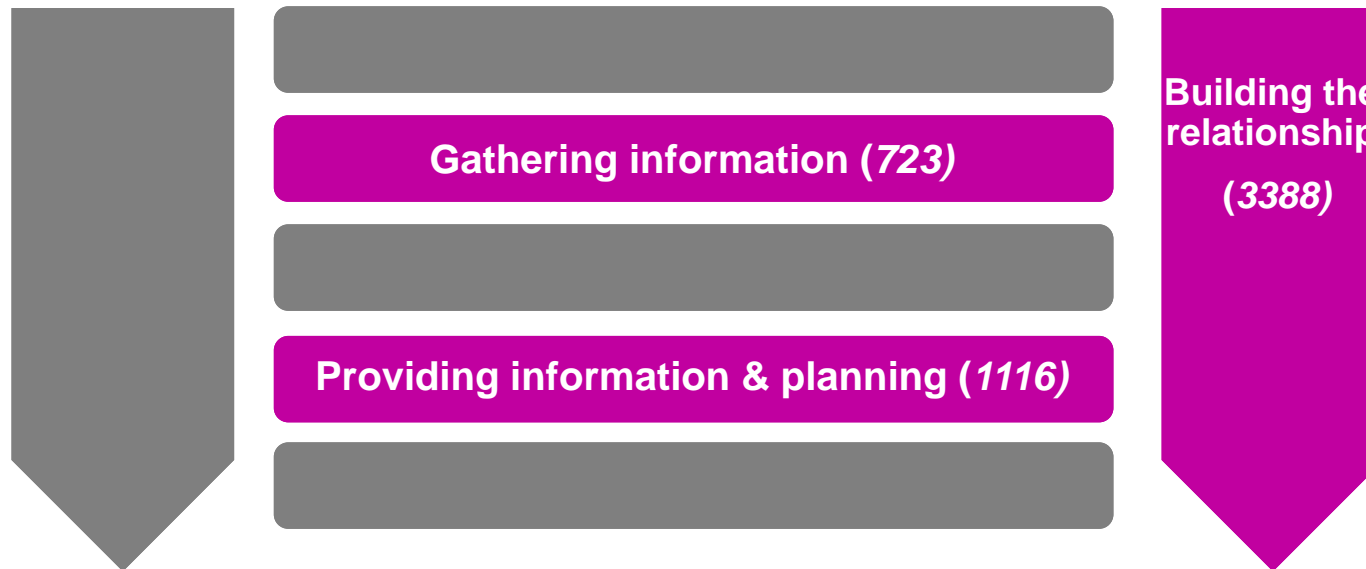 Building the
relationship
(3388)
Gathering information (723)
Providing information & planning (1116)